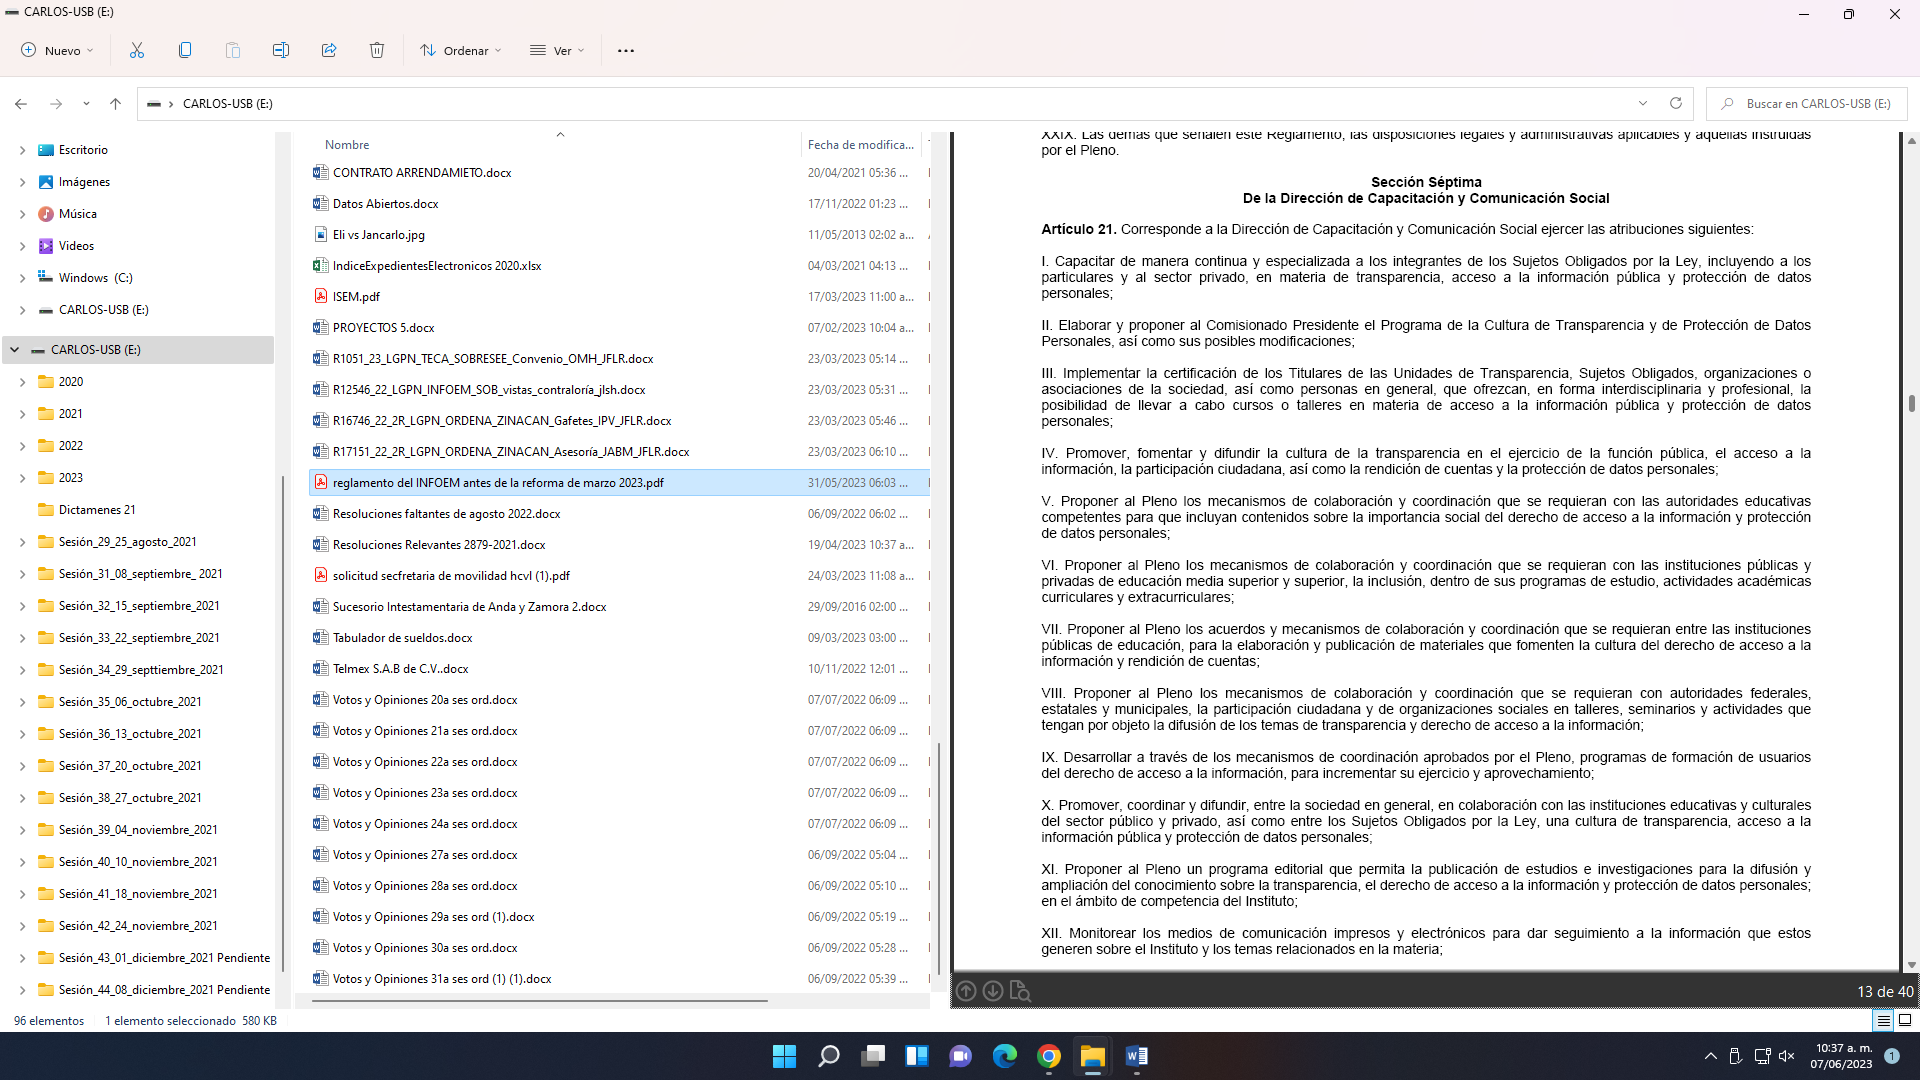 CARLOS-USB (E:)
Nuevo
Ordenar
Ver
CARLOS-USB (E:)
Buscar en CARLOS-USB (E:)
Escritorio
Imágenes
Música
Videos
Windows (C:)
CARLOS-USB (E:)
CARLOS-USB (E:)
2020
2021
2022
2023
Dictamenes 21
Sesión_29_25_agosto_2021
Sesión_31_08_septiembre_ 2021
Sesión_32_15_septiembre_2021
Sesión_33_22_septiembre_2021
Sesión_34_29_septtiembre_2021
Sesión_35_06_octubre_2021
Sesión_36_13_octubre_2021
Sesión_37_20_octubre_2021
Sesión_38_27_octubre_2021
Sesión_39_04_noviembre_2021
Sesión_40_10_noviembre_2021
Sesión_41_18_noviembre_2021
Sesión_42_24_noviembre_2021
Sesión_43_01_diciembre_2021 Pendiente
Sesión_44_08_diciembre_2021 Pendiente
Nombre Fecha de modifica...
CONTRATO ARRENDAMIETO.docx 20/04/2021 05:36 ...
Datos Abiertos.docx 17/11/2022 01:23 ...
Eli vs Jancarlo.jpg 11/05/2013 02:02 a...
IndiceExpedientesElectronicos 2020.xlsx 04/03/2021 04:13 ...
ISEM.pdf 17/03/2023 11:00 a...
PROYECTOS 5.docx 07/02/2023 10:04 a...
R1051_23_LGPN_TECA_SOBRESEE_Convenio_OMH_JFLR.docx 23/03/2023 05:14 ...
R12546_22_LGPN_INFOEM_SOB_vistas_contraloría_jlsh.docx 23/03/2023 05:31 ...
R16746_22_2R_LGPN_ORDENA_ZINACAN_Gafetes_IPV_JFLR.docx 23/03/2023 05:46 ...
R17151_22_2R_LGPN_ORDENA_ZINACAN_Asesoría_JABM_JFLR.docx 23/03/2023 06:10 ...
reglamento del INFOEM antes de la reforma de marzo 2023.pdf 31/05/2023 06:03 ...
Resoluciones faltantes de agosto 2022.docx 06/09/2022 06:02 ...
Resoluciones Relevantes 2879-2021.docx 19/04/2023 10:37 a...
solicitud secfretaria de movilidad hcvl (1).pdf 24/03/2023 11:08 a...
Sucesorio Intestamentaria de Anda y Zamora 2.docx 29/09/2016 02:00 ...
Tabulador de sueldos.docx 09/03/2023 03:00 ...
Telmex S.A.B de C.V..docx 10/11/2022 12:01 ...
Votos y Opiniones 20a ses ord.docx 07/07/2022 06:09 ...
Votos y Opiniones 21a ses ord.docx 07/07/2022 06:09 ...
Votos y Opiniones 22a ses ord.docx 07/07/2022 06:09 ...
Votos y Opiniones 23a ses ord.docx 07/07/2022 06:09 ...
Votos y Opiniones 24a ses ord.docx 07/07/2022 06:09 ...
Votos y Opiniones 27a ses ord.docx 06/09/2022 05:04 ...
Votos y Opiniones 28a ses ord.docx 06/09/2022 05:10 ...
Votos y Opiniones 29a ses ord (1).docx 06/09/2022 05:19 ...
Votos y Opiniones 30a ses ord.docx 06/09/2022 05:28 ...
Votos y Opiniones 31a ses ord (1) (1).docx 06/09/2022 05:39 ...
XXIX. Las demás que señalen este Reglamento, las disposiciones legales y administrativas aplicables y aquellas instruidas
por el Pleno.
Sección Séptima
De la Dirección de Capacitación y Comunicación Social
Artículo 21. Corresponde a la Dirección de Capacitación y Comunicación Social ejercer las atribuciones siguientes:
I. Capacitar de manera continua y especializada a los integrantes de los Sujetos Obligados por la Ley, incluyendo a los
particulares y al sector privado, en materia de transparencia, acceso a la información pública y protección de datos
personales;
II. Elaborar y proponer al Comisionado Presidente el Programa de la Cultura de Transparencia y de Protección de Datos
Personales, así como sus posibles modificaciones;
III. Implementar la certificación de los Titulares de las Unidades de Transparencia, Sujetos Obligados, organizaciones o
asociaciones de la sociedad, así como personas en general, que ofrezcan, en forma interdisciplinaria y profesional, la
posibilidad de llevar a cabo cursos o talleres en materia de acceso a la información pública y protección de datos
personales;
IV. Promover, fomentar y difundir la cultura de la transparencia en el ejercicio de la función pública, el acceso a la
información, la participación ciudadana, así como la rendición de cuentas y la protección de datos personales;
V. Proponer al Pleno los mecanismos de colaboración y coordinación que se requieran con las autoridades educativas
competentes para que incluyan contenidos sobre la importancia social del derecho de acceso a la información y protección
de datos personales;
VI. Proponer al Pleno los mecanismos de colaboración y coordinación que se requieran con las instituciones públicas y
privadas de educación media superior y superior, la inclusión, dentro de sus programas de estudio, actividades académicas
curriculares y extracurriculares;
VII. Proponer al Pleno los acuerdos y mecanismos de colaboración y coordinación que se requieran entre las instituciones
públicas de educación, para la elaboración y publicación de materiales que fomenten la cultura del derecho de acceso a la
información y rendición de cuentas;
VIII. Proponer al Pleno los mecanismos de colaboración y coordinación que se requieran con autoridades federales,
estatales y municipales, la participación ciudadana y de organizaciones sociales en talleres, seminarios y actividades que
tengan por objeto la difusión de los temas de transparencia y derecho de acceso a la información;
IX. Desarrollar a través de los mecanismos de coordinación aprobados por el Pleno, programas de formación de usuarios
del derecho de acceso a la información, para incrementar su ejercicio y aprovechamiento;
X. Promover, coordinar y difundir, entre la sociedad en general, en colaboración con las instituciones educativas y culturales
del sector público y privado, así como entre los Sujetos Obligados por la Ley, una cultura de transparencia, acceso a la
información pública y protección de datos personales;
XI. Proponer al Pleno un programa editorial que permita la publicación de estudios e investigaciones para la difusión y
ampliación del conocimiento sobre la transparencia, el derecho de acceso a la información y protección de datos personales;
en el ámbito de competencia del Instituto;
XII. Monitorear los medios de comunicación impresos y electrónicos para dar seguimiento a la información que estos
generen sobre el Instituto y los temas relacionados en la materia;
13 de 40
96 elementos 1 elemento seleccionado 580 KB
10:37 a. m.
07/06/2023
1